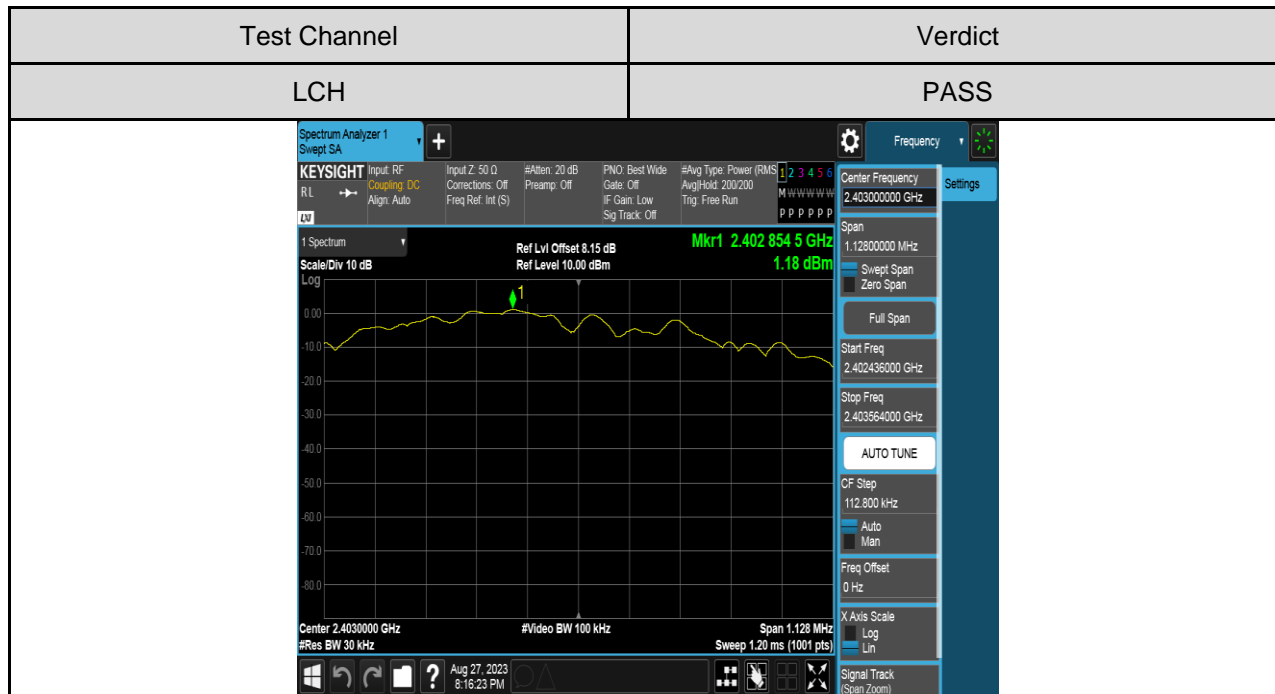 Test Channel Verdict
LCH PASS
Spectrum Analyzer 1
Swept SA
+
Frequency
KEYSIGHT
RL
LXI
Input: RF
Coupling: DC
Align: Auto
Input Z: 50 Ω
Corrections: Off
Freq Ref: Int (S)
#Atten: 20 dB
Preamp: Off
PNO: Best Wide
Gate: Off
IF Gain: Low
Sig Track: Off
#Avg Type: Power (RMS
Avg|Hold: 200/200
Trig: Free Run
1 2 3 4 5 6
M W W W W W
P P P P P P
Center Frequency
2.403000000 GHz
Settings
1 Spectrum
Scale/Div 10 dB
Ref Lvl Offset 8.15 dB
Ref Level 10.00 dBm
Mkr1 2.402 854 5 GHz
1.18 dBm
Span
1.12800000 MHz
Swept Span
Zero Span
Full Span
Start Freq
2.402436000 GHz
Stop Freq
2.403564000 GHz
AUTO TUNE
CF Step
112.800 kHz
Auto
Man
Freq Offset
0 Hz
X Axis Scale
Log
Lin
Signal Track
(Span Zoom)
Log
1
0.00
-10.0
-20.0
-30.0
-40.0
-50.0
-60.0
-70.0
-80.0
Center 2.4030000 GHz
#Video BW 100 kHz
Span 1.128 MHz
#Res BW 30 kHz
Sweep 1.20 ms (1001 pts)
?
Aug 27, 2023
8:16:23 PM